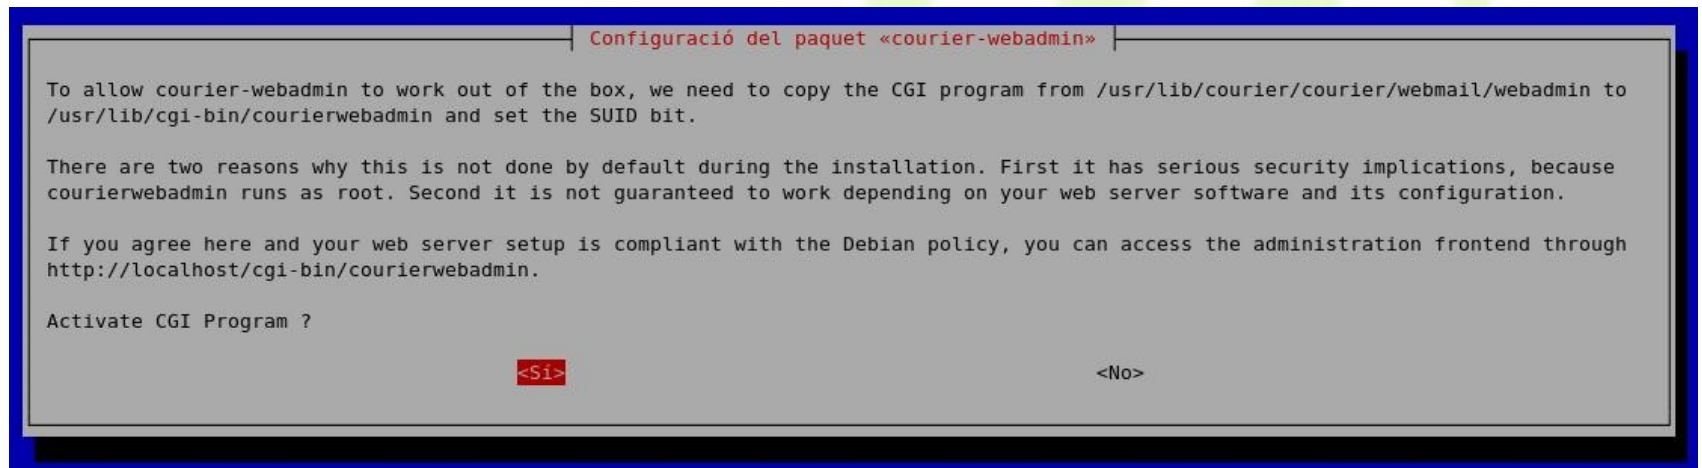 Configuració del paquet «courier-webadmin»
To allow courier-webadmin to work out of the box, we need to copy the CGI program from /usr/lib/courier/courier/webmail/webadmin to
/usr/lib/cgi-bin/courierwebadmin and set the SUID bit.
There are two reasons why this is not done by default during the installation. First it has serious security implications, because
courierwebadmin runs as root. Second it is not guaranteed to work depending on your web server software and its configuration.
If you agree here and your web server setup is compliant with the Debian policy, you can access the administration frontend through
http://localhost/cgi-bin/courierwebadmin.
Activate CGI Program ?
<Sí> <No>